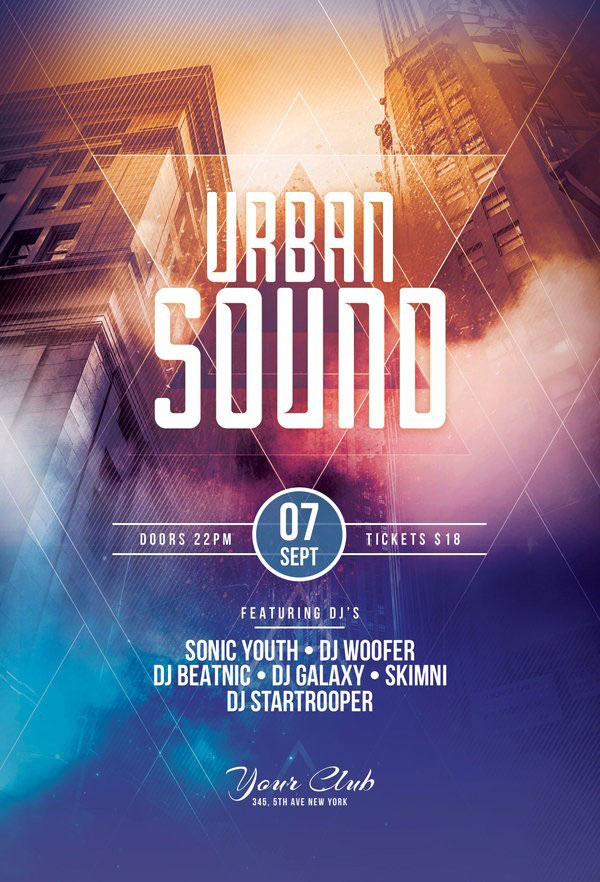 URBAN
SOUND
DOORS 22PM
07
SEPT
TICKETS $18
FEATURING DJ'S
SONIC YOUTH • DJ WOOFER
DJ BEATNIC • DJ GALAXY • SKIMNI
DJ STARTROOPER
Your Club
345, 5TH AVE NEW YORK